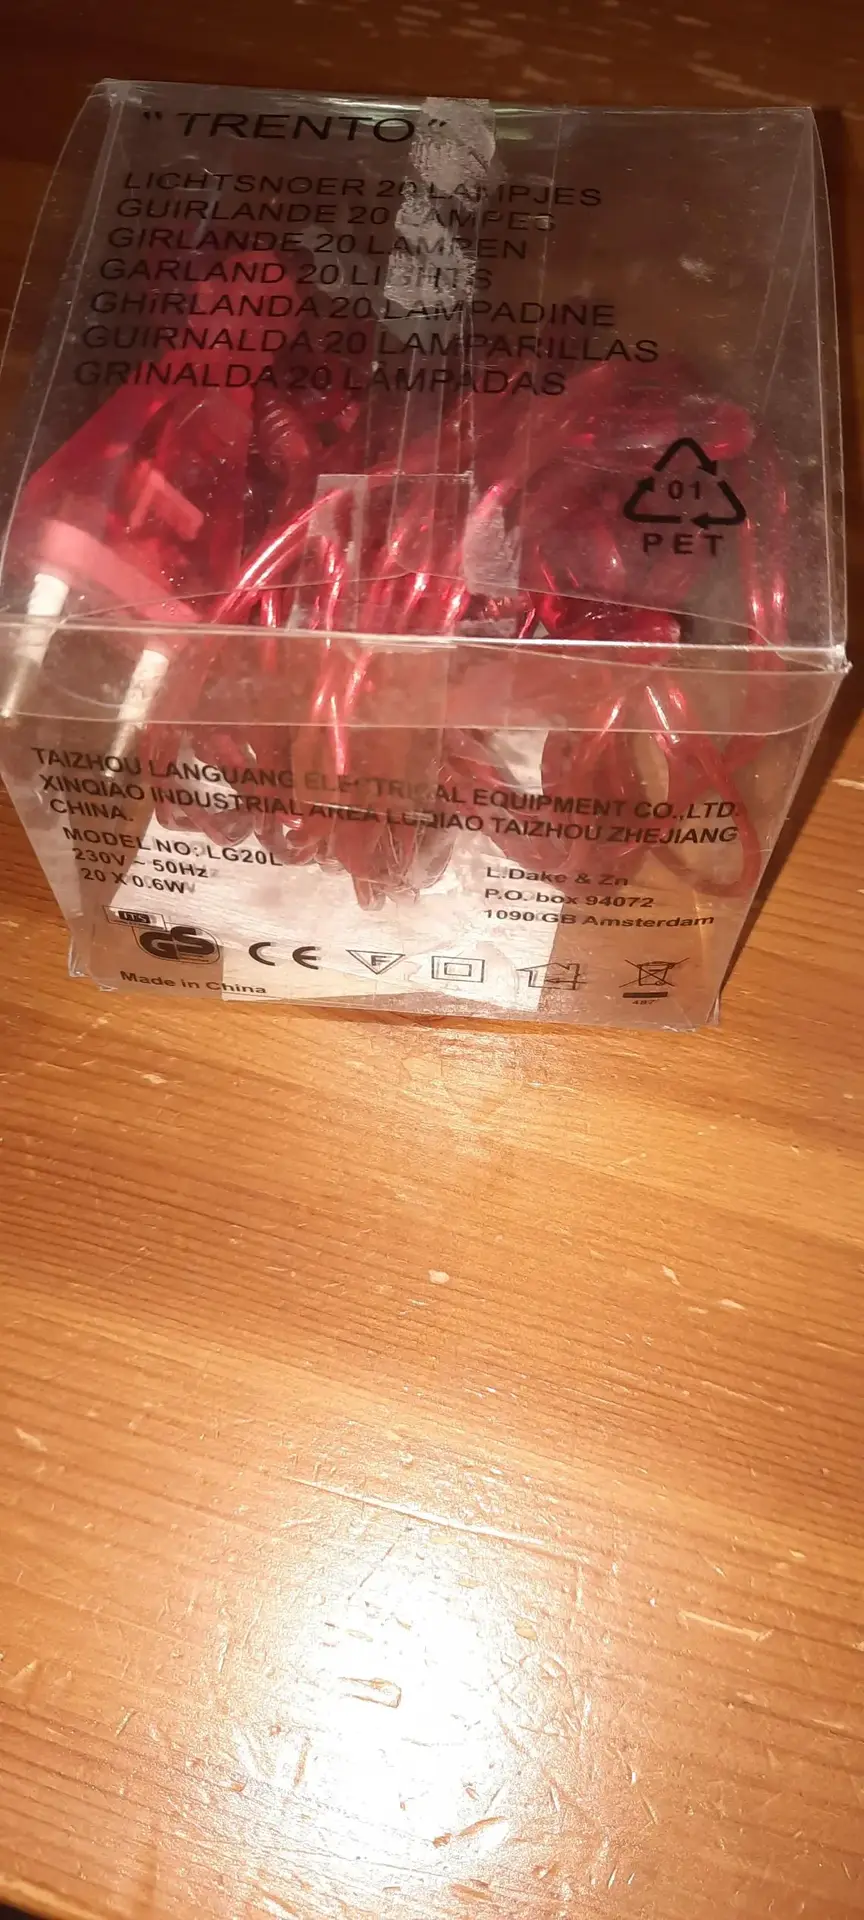 "TRENTO"
LICHTSNOER 20 LAMPJES
GUIRLANDE 20 LAMPES
GIRLANDE 20 LAMPEN
GARLAND 20 LIGHTS
GHiRLANDA 20 LAMPADINE
GUIRNALDA 20 LAMPARILLAS
GRINALDA 20 LAMPADAS
01
PET
TAIZHOU LANGUANG ELECTRICAL EQUIPMENT CO.,LTD.
XINQIAO INDUSTRIAL AREA LUQIAO TAIZHOU ZHEJIANG
CHINA.
MODEL NO: LG20L
230V ~ 50Hz
20 X 0.6W
L.Dake & Zn
P.O. box 94072
1090 GB Amsterdam
ITS
GS
CE
F
Made in China